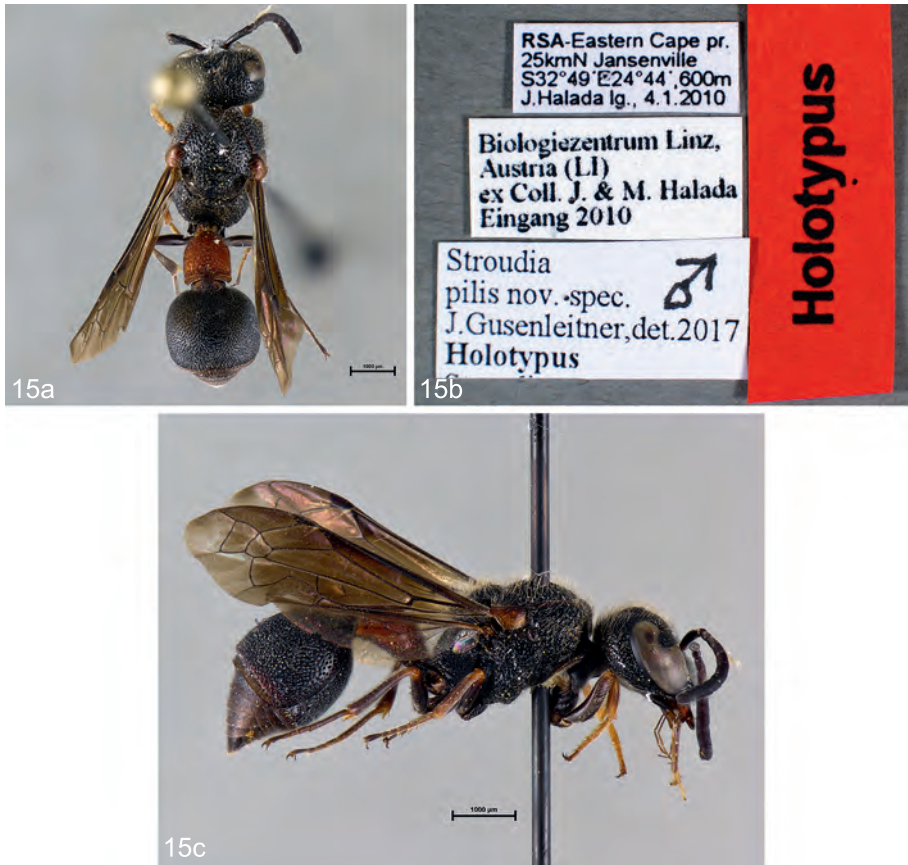 15a
1000 µm
RSA-Eastern Cape pr.
25kmN Jansenville
S32°49´E24°44´,600m
J.Halada lg., 4.1.2010
Biologiezentrum Linz,
Austria (LI)
ex Coll. J. & M. Halada
Eingang 2010
Stroudia ♂
pilis nov. spec.
J.Gusenleitner,det.2017
Holotypus
Holotypus
15b
1000 µm
15c